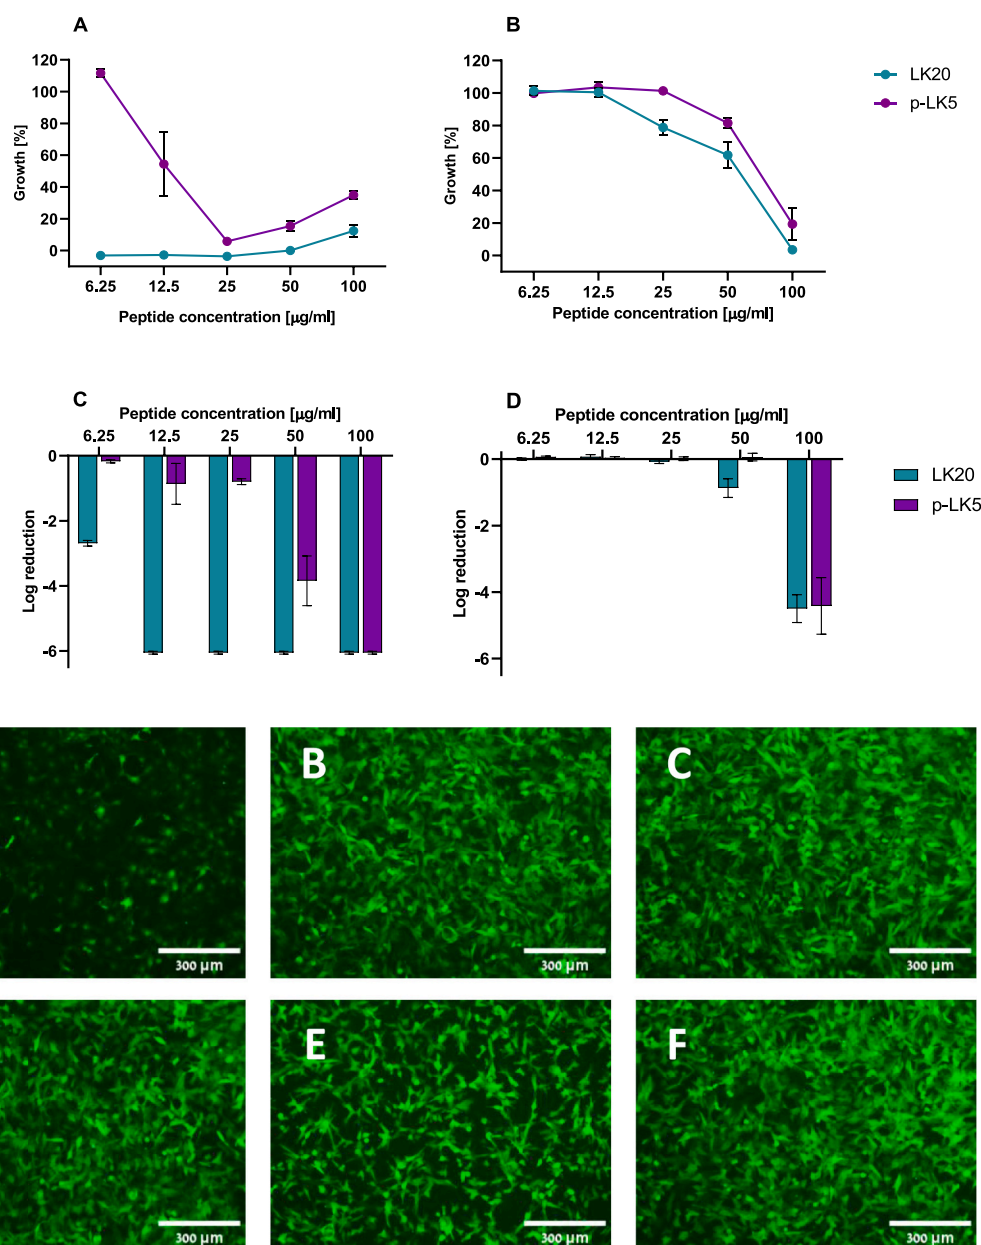 A
B
120
100
80
60
40
20
0
Growth [%]
6.25 12.5 25 50 100
Peptide concentration [µg/ml]
120
100
80
60
40
20
0
Growth [%]
6.25 12.5 25 50 100
Peptide concentration [µg/ml]
LK20
p-LK5
C
Peptide concentration [µg/ml]
6.25 12.5 25 50 100
0
-2
-4
-6
Log reduction
D
Peptide concentration [µg/ml]
6.25 12.5 25 50 100
0
-2
-4
-6
Log reduction
LK20
p-LK5
300 µm
B
300 µm
C
300 µm
300 µm
E
300 µm
F
300 µm